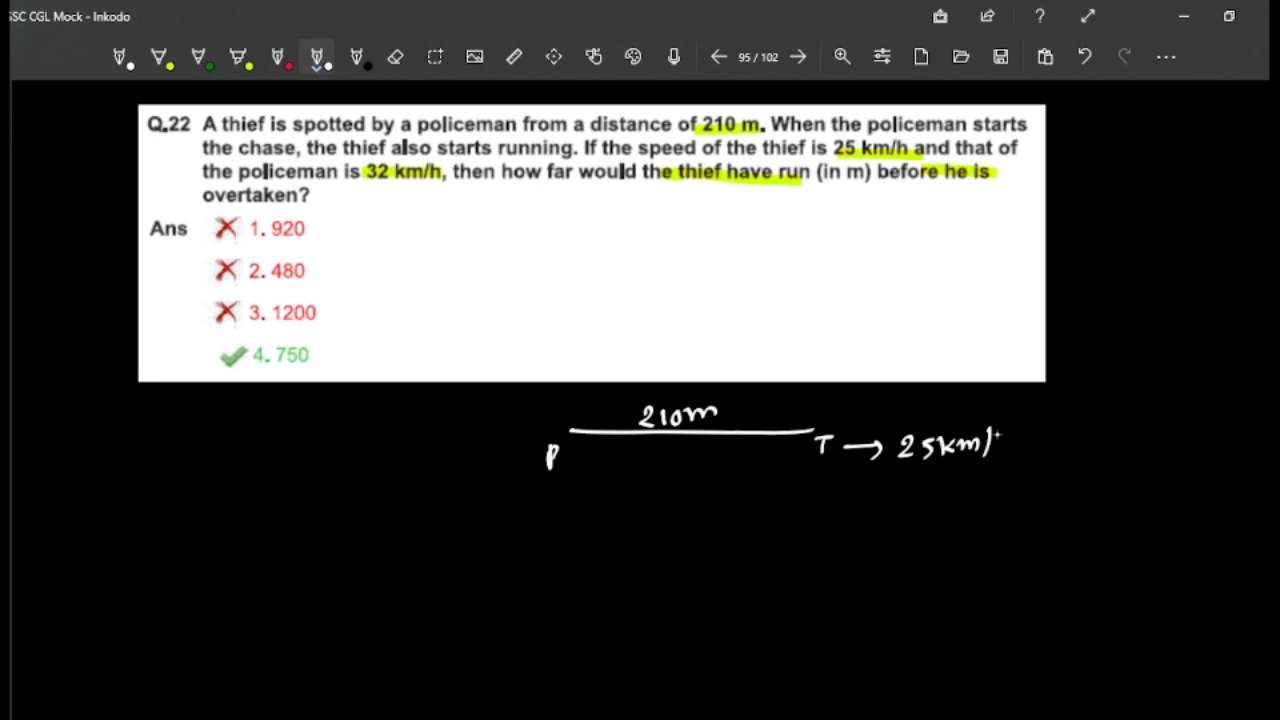 SSC CGL Mock - Inkodo
95 / 102
Q.22 A thief is spotted by a policeman from a distance of 210 m. When the policeman starts
the chase, the thief also starts running. If the speed of the thief is 25 km/h and that of
the policeman is 32 km/h, then how far would the thief have run (in m) before he is
overtaken?
Ans
1. 920
2. 480
3. 1200
4. 750
210m
P T → 25km/